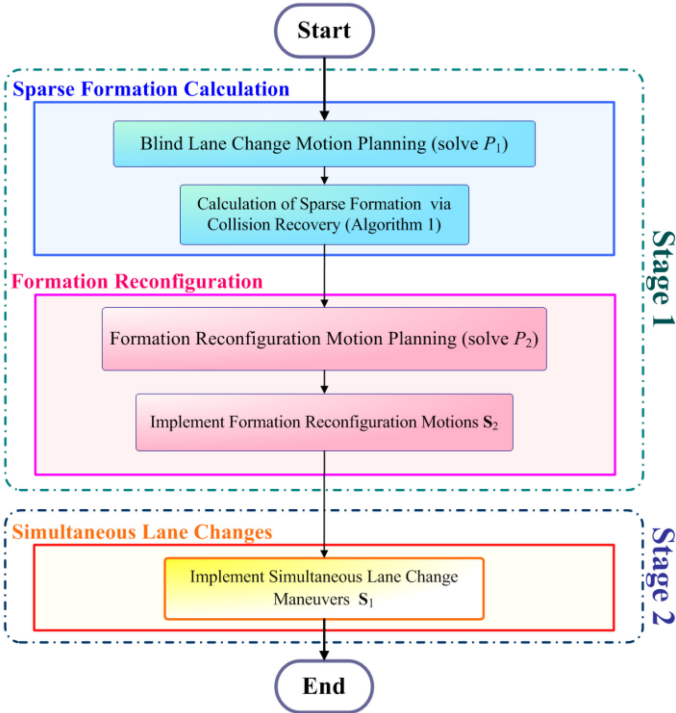 Start
Sparse Formation Calculation
Blind Lane Change Motion Planning (solve P₁)
Calculation of Sparse Formation via
Collision Recovery (Algorithm 1)
Stage 1
Formation Reconfiguration
Formation Reconfiguration Motion Planning (solve P₂)
Implement Formation Reconfiguration Motions S₂
Simultaneous Lane Changes
Stage 2
Implement Simultaneous Lane Change
Maneuvers S₁
End